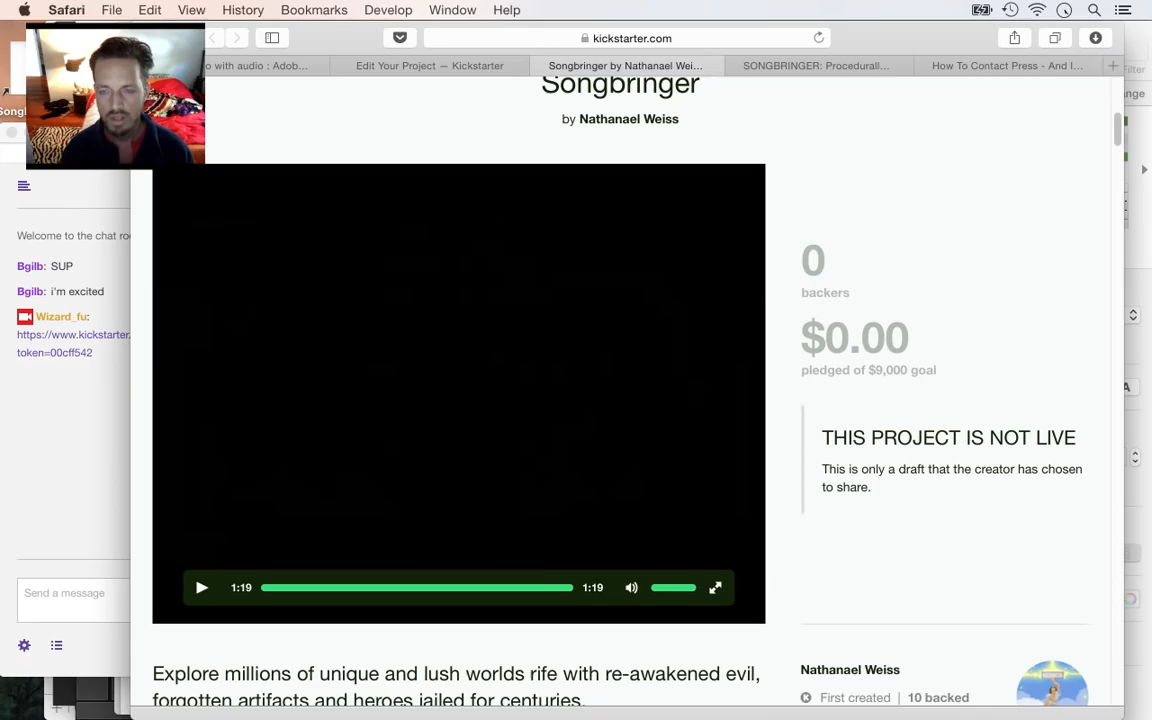 Safari File Edit View History Bookmarks Develop Window Help
kickstarter.com
o with audio : Adob...
Edit Your Project — Kickstarter
Songbringer by Nathanael Wei...
SONGBRINGER: Procedurall...
How To Contact Press - And I...
Filter
Songbringer
by Nathanael Weiss
Welcome to the chat ro
Bgilb: SUP
Bgilb: i'm excited
Wizard_fu:
https://www.kickstarter.
token=00cff542
Send a message
0
backers
$0.00
pledged of $9,000 goal
THIS PROJECT IS NOT LIVE
This is only a draft that the creator has chosen
to share.
1:19
1:19
Explore millions of unique and lush worlds rife with re-awakened evil,
forgotten artifacts and heroes jailed for centuries.
Nathanael Weiss
First created | 10 backed